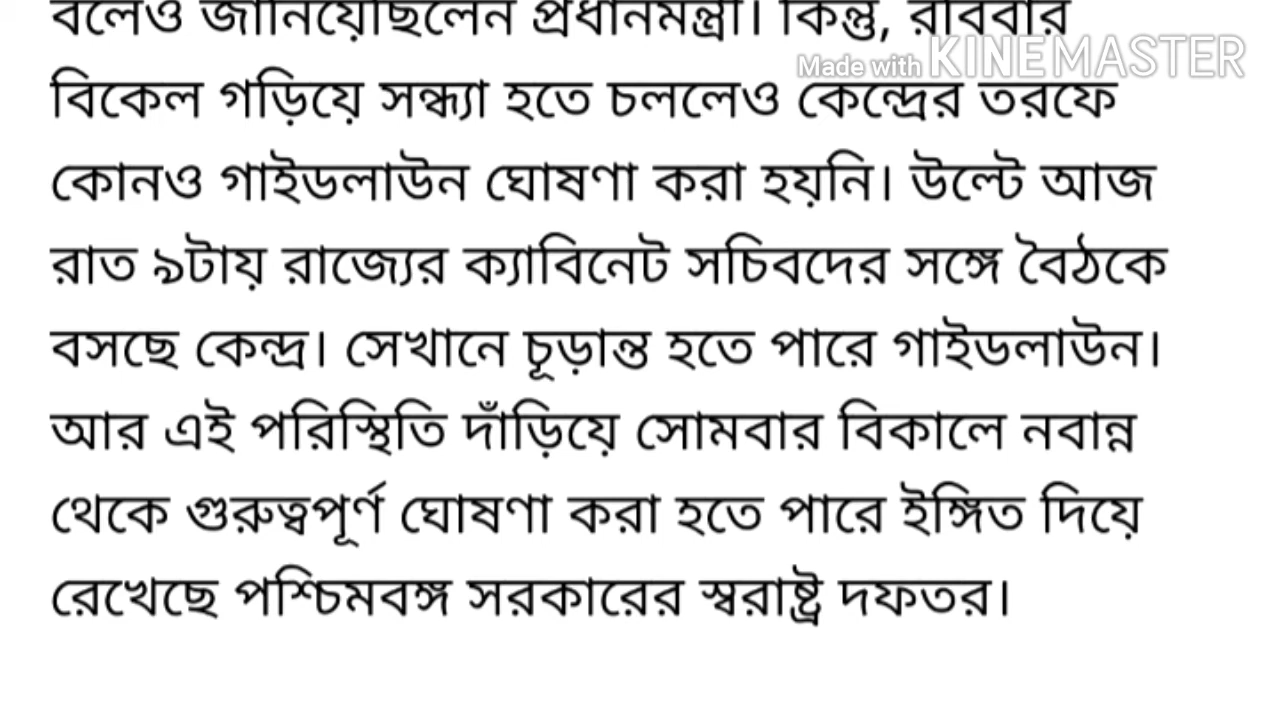 বলেও জানিয়েছিলেন প্রধানমন্ত্রী। কিন্তু, রবিবার
Made with KINEMASTER
বিকেল গড়িয়ে সন্ধ্যা হতে চললেও কেন্দ্রের তরফে
কোনও গাইডলাউন ঘোষণা করা হয়নি। উল্টে আজ
রাত ৯টায় রাজ্যের ক্যাবিনেট সচিবদের সঙ্গে বৈঠকে
বসছে কেন্দ্র। সেখানে চূড়ান্ত হতে পারে গাইডলাউন।
আর এই পরিস্থিতি দাঁড়িয়ে সোমবার বিকালে নবান্ন
থেকে গুরুত্বপূর্ণ ঘোষণা করা হতে পারে ইঙ্গিত দিয়ে
রেখেছে পশ্চিমবঙ্গ সরকারের স্বরাষ্ট্র দফতর।